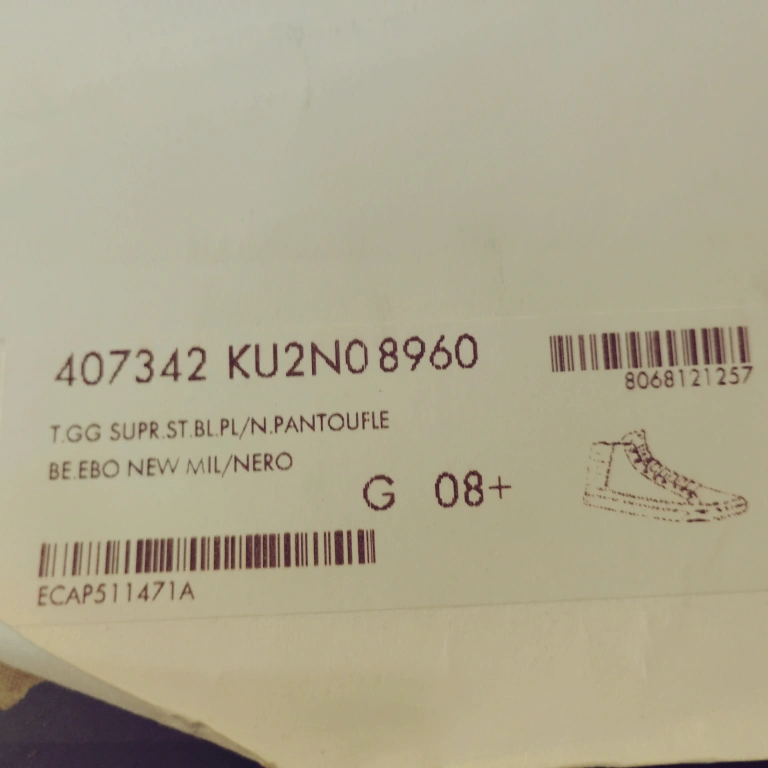 407342 KU2N0 8960
8068121257
T.GG SUPR.ST.BL.PL/N.PANTOUFLE
BE.EBO NEW MIL/NERO
G 08+
ECAP511471A